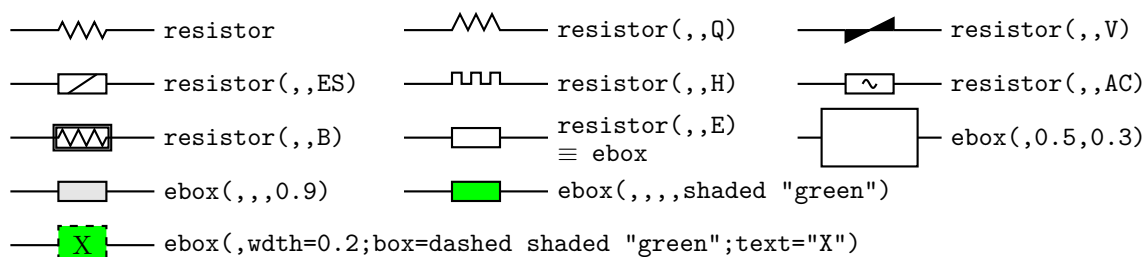 resistor
resistor(,,Q)
resistor(,,V)
resistor(,,ES)
resistor(,,H)
~
resistor(,,AC)
resistor(,,B)
resistor(,,E)
≡ ebox
ebox(,0.5,0.3)
ebox(,,,0.9)
ebox(,,,,shaded "green")
X
ebox(,wdth=0.2;box=dashed shaded "green";text="X")